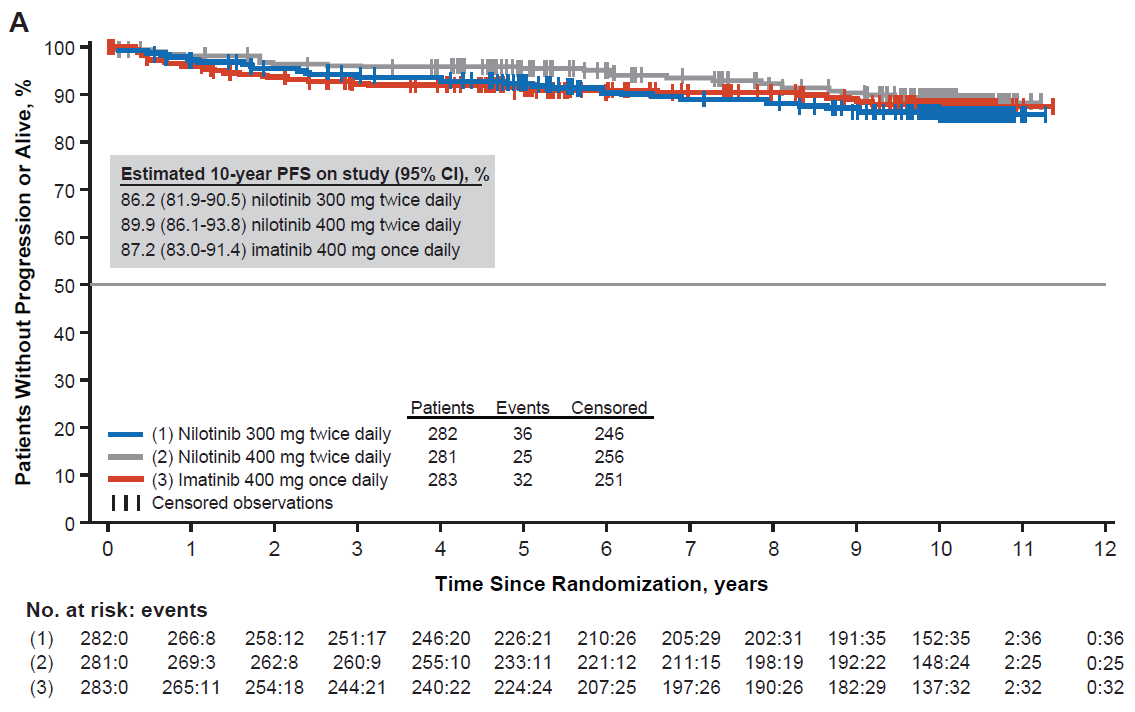 A
Patients Without Progression or Alive, %
100
90
80
70
60
50
40
30
20
10
0
Estimated 10-year PFS on study (95% CI), %
86.2 (81.9-90.5) nilotinib 300 mg twice daily
89.9 (86.1-93.8) nilotinib 400 mg twice daily
87.2 (83.0-91.4) imatinib 400 mg once daily
Patients Events Censored
(1) Nilotinib 300 mg twice daily 282 36 246
(2) Nilotinib 400 mg twice daily 281 25 256
(3) Imatinib 400 mg once daily 283 32 251
Censored observations
0 1 2 3 4 5 6 7 8 9 10 11 12
Time Since Randomization, years
No. at risk: events
(1) 282:0 266:8 258:12 251:17 246:20 226:21 210:26 205:29 202:31 191:35 152:35 2:36 0:36
(2) 281:0 269:3 262:8 260:9 255:10 233:11 221:12 211:15 198:19 192:22 148:24 2:25 0:25
(3) 283:0 265:11 254:18 244:21 240:22 224:24 207:25 197:26 190:26 182:29 137:32 2:32 0:32